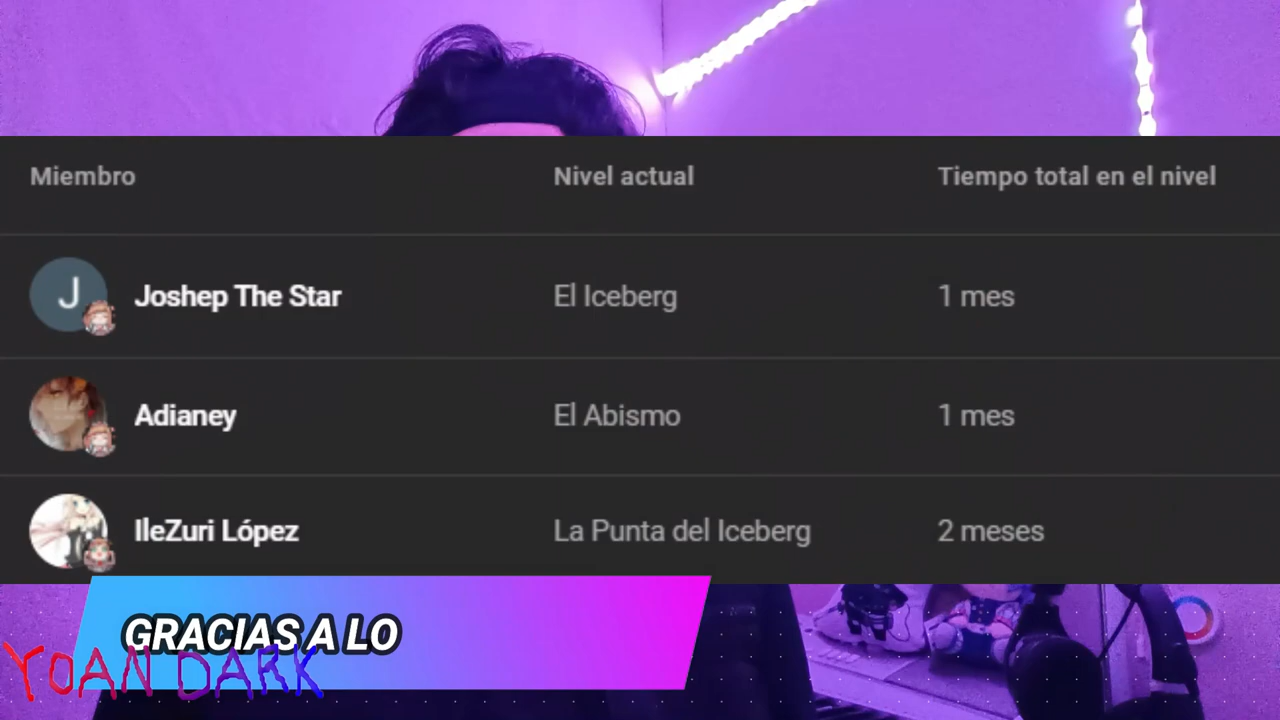 Miembro Nivel actual Tiempo total en el nivel
J Joshep The Star El Iceberg 1 mes
Adianey El Abismo 1 mes
IleZuri López La Punta del Iceberg 2 meses
GRACIAS A LO
YOAN DARK